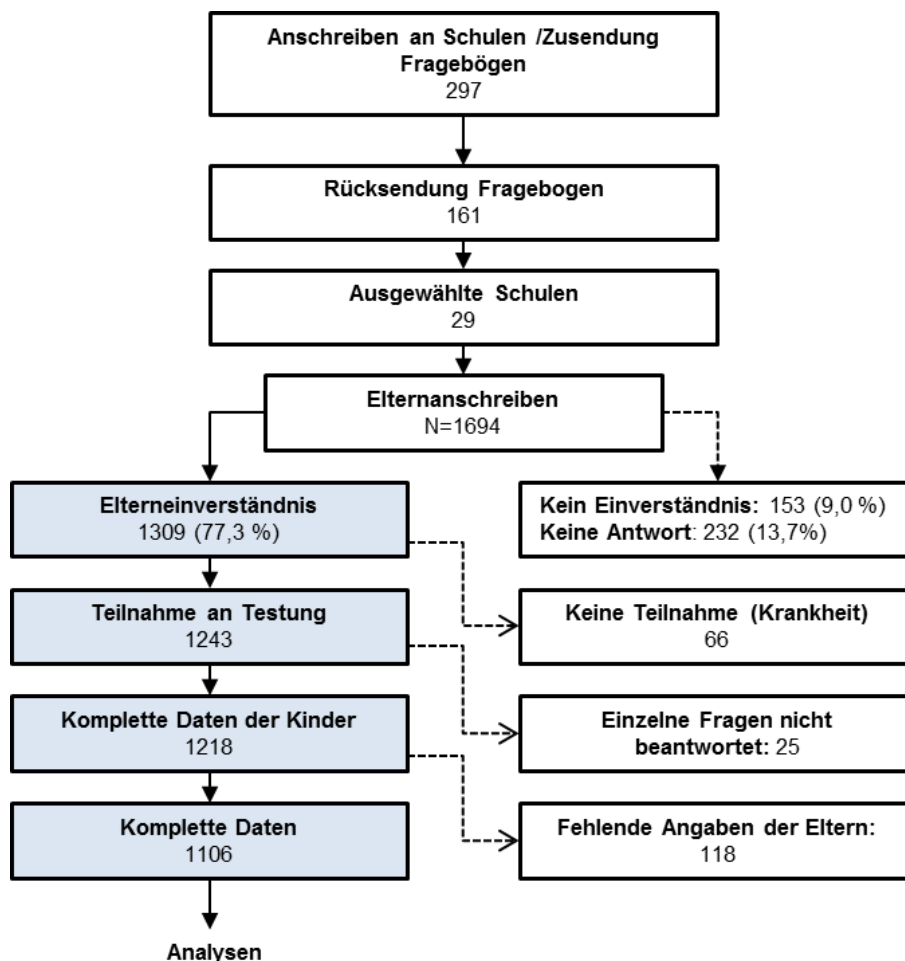 Anschreiben an Schulen /Zusendung
Fragebögen
297
Rücksendung Fragebogen
161
Ausgewählte Schulen
29
Elternanschreiben
N=1694
Elterneinverständnis
1309 (77,3 %)
Kein Einverständnis: 153 (9,0 %)
Keine Antwort: 232 (13,7%)
Teilnahme an Testung
1243
Keine Teilnahme (Krankheit)
66
Komplette Daten der Kinder
1218
Einzelne Fragen nicht
beantwortet: 25
Komplette Daten
1106
Fehlende Angaben der Eltern:
118
Analysen